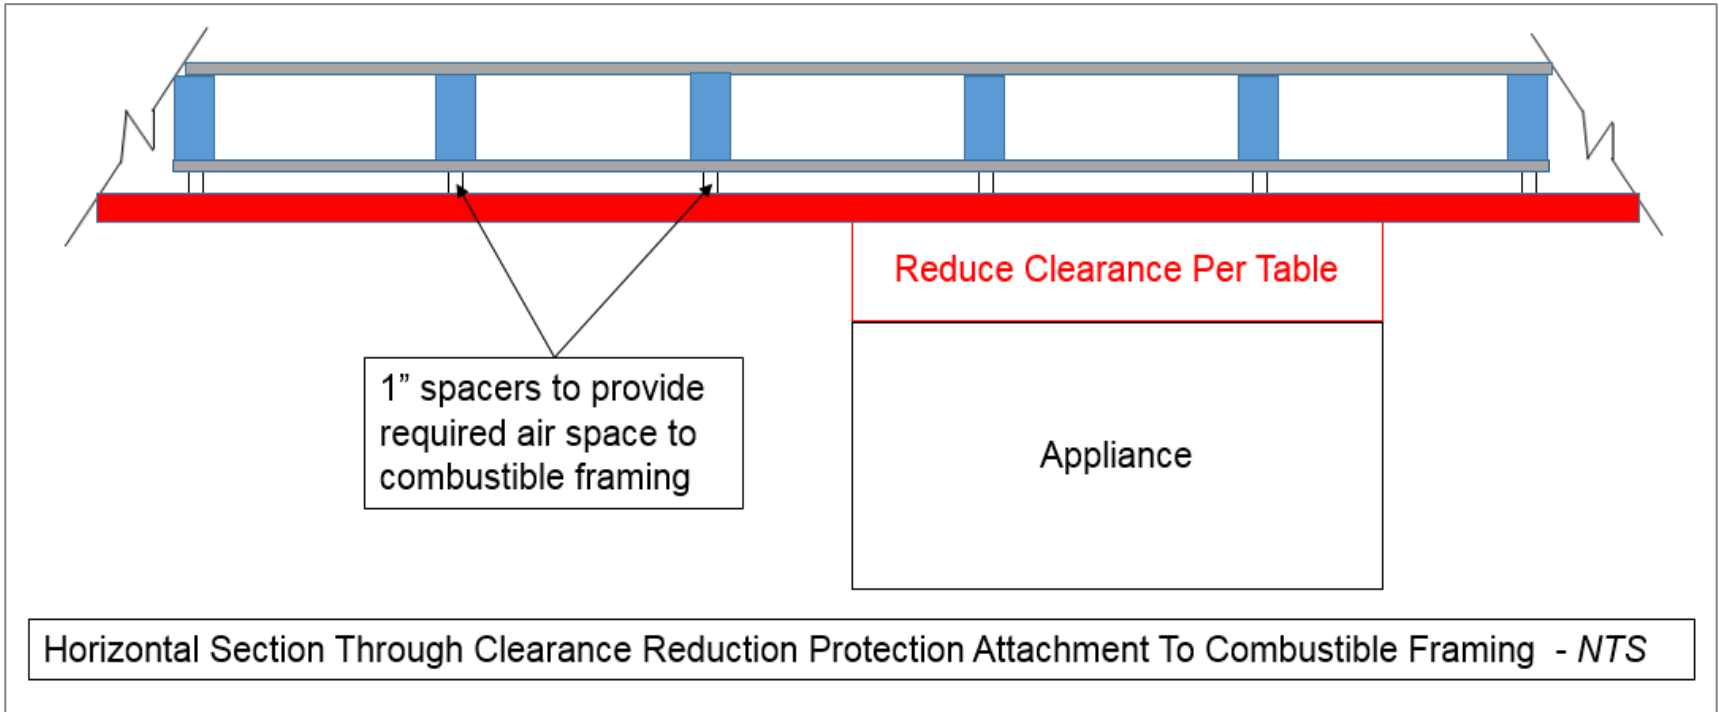 Reduce Clearance Per Table
1” spacers to provide
required air space to
combustible framing
Appliance
Horizontal Section Through Clearance Reduction Protection Attachment To Combustible Framing - NTS